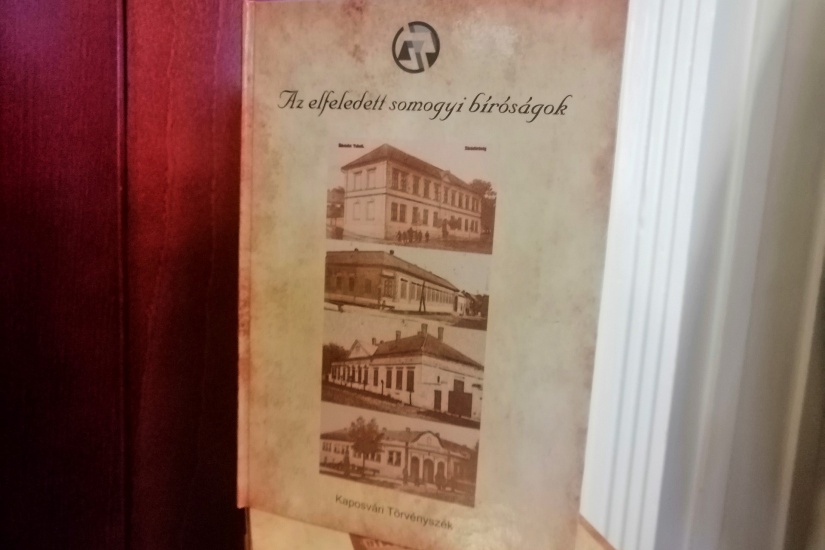 Az elfeledett somogyi bíróságok
Kaposvári Törvényszék